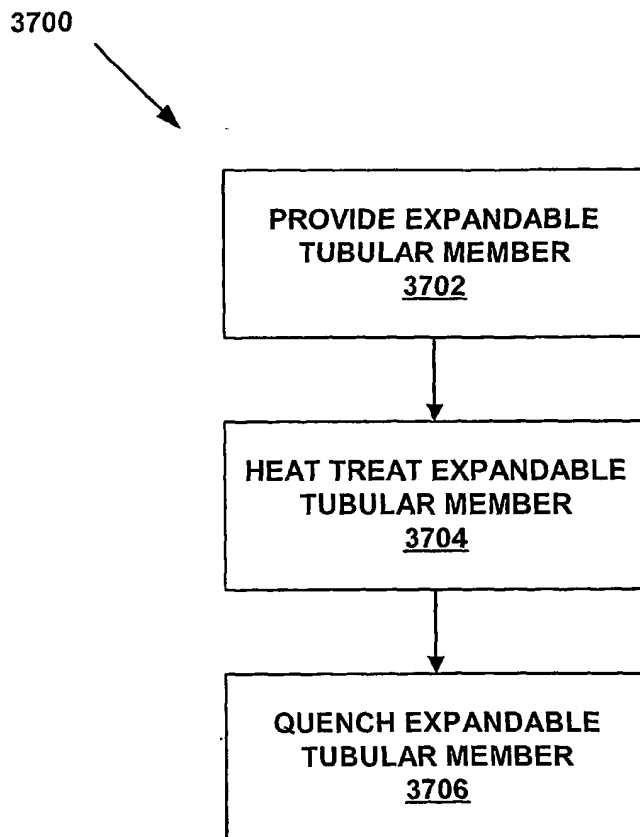 3700
PROVIDE EXPANDABLE
TUBULAR MEMBER
3702
HEAT TREAT EXPANDABLE
TUBULAR MEMBER
3704
QUENCH EXPANDABLE
TUBULAR MEMBER
3706